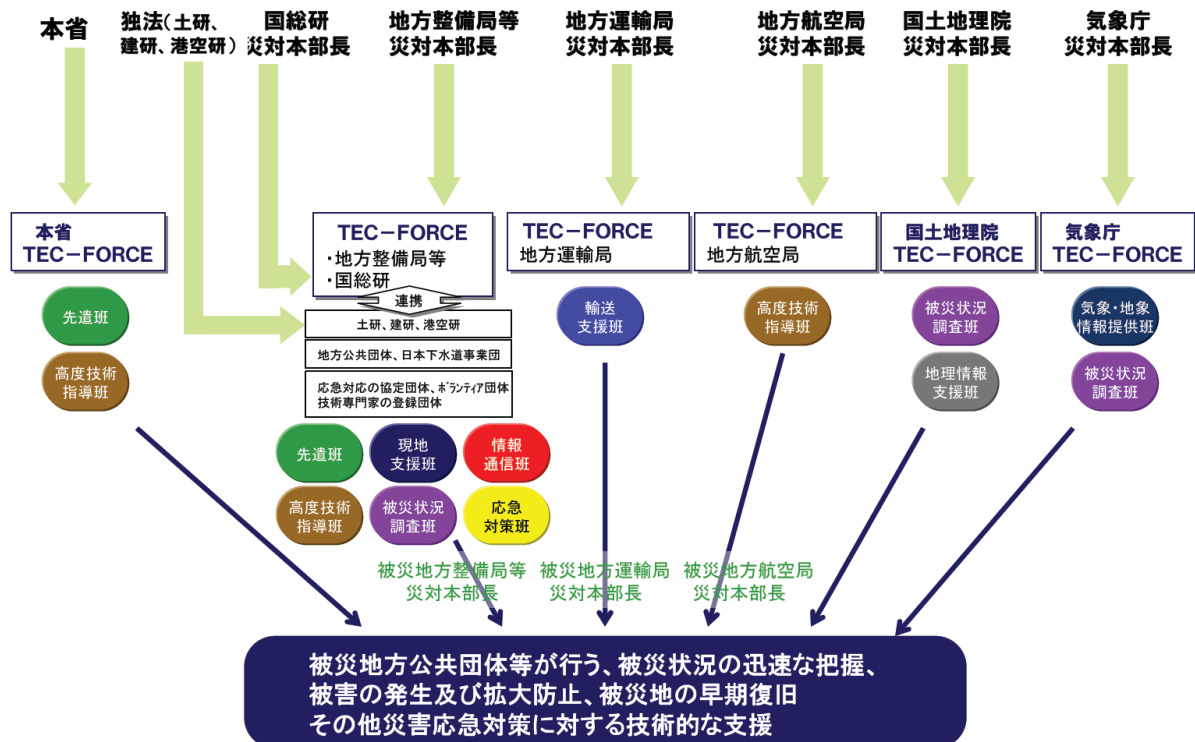 本省
独法（土研、
建研、港空研）
国総研
災対本部長
地方整備局等
災対本部長
地方運輸局
災対本部長
地方航空局
災対本部長
国土地理院
災対本部長
気象庁
災対本部長
本省
TEC−FORCE
TEC−FORCE
・地方整備局等
・国総研
連携
土研、建研、港空研
地方公共団体、日本下水道事業団
応急対応の協定団体、ボランティア団体
技術専門家の登録団体
TEC−FORCE
地方運輸局
TEC−FORCE
地方航空局
国土地理院
TEC−FORCE
気象庁
TEC−FORCE
先遣班
高度技術
指導班
先遣班
現地
支援班
情報
通信班
高度技術
指導班
被災状況
調査班
応急
対策班
輸送
支援班
高度技術
指導班
被災状況
調査班
地理情報
支援班
気象・地象
情報提供班
被災状況
調査班
被災地方整備局等
災対本部長
被災地方運輸局
災対本部長
被災地方航空局
災対本部長
被災地方公共団体等が行う、被災状況の迅速な把握、
被害の発生及び拡大防止、被災地の早期復旧
その他災害応急対策に対する技術的な支援